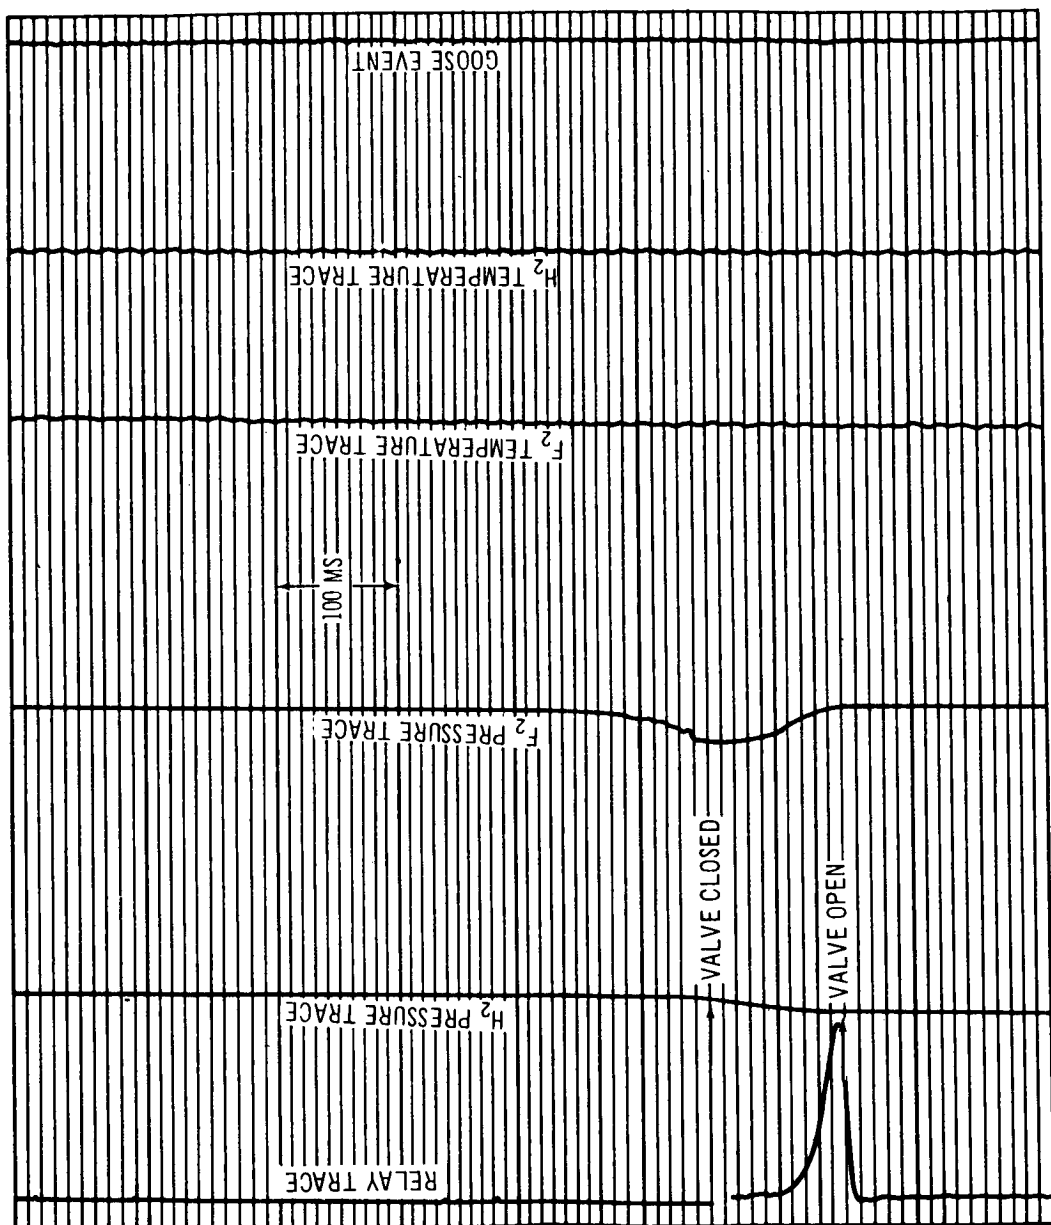 GOOSE EVENT
H₂ TEMPERATURE TRACE
F₂ TEMPERATURE TRACE
100 MS
F₂ PRESSURE TRACE
VALVE CLOSED
VALVE OPEN
H₂ PRESSURE TRACE
RELAY TRACE